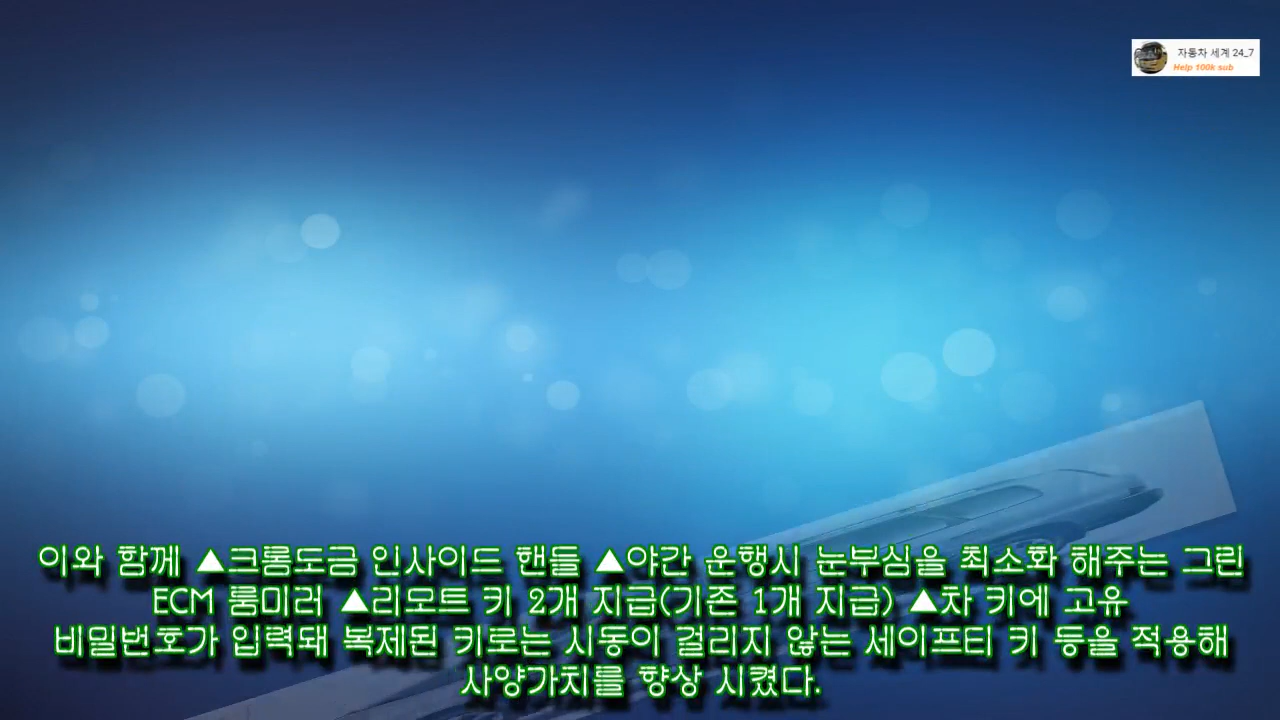 자동차 세계 24_7
Help 100k sub
이와 함께 ▲크롬도금 인사이드 핸들 ▲야간 운행시 눈부심을 최소화 해주는 그린
ECM 룸미러 ▲리모트 키 2개 지급(기존 1개 지급) ▲차 키에 고유
비밀번호가 입력돼 복제된 키로는 시동이 걸리지 않는 세이프티 키 등을 적용해
사양가치를 향상 시켰다.